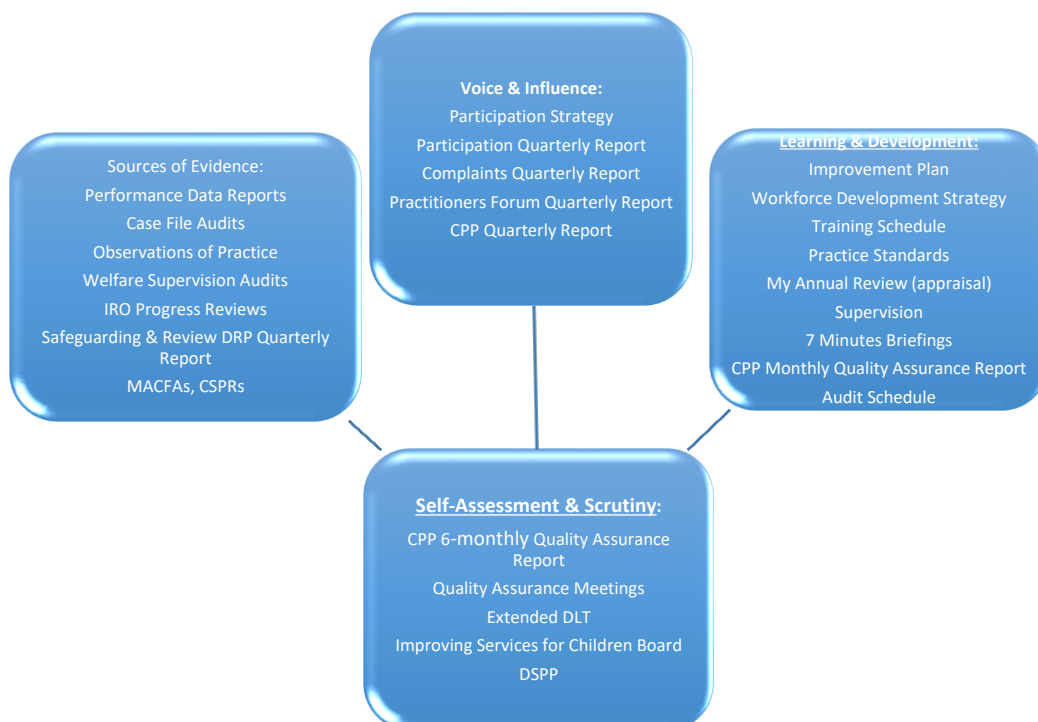 Voice & Influence:
Participation Strategy
Participation Quarterly Report
Complaints Quarterly Report
Practitioners Forum Quarterly Report
CPP Quarterly Report
Sources of Evidence:
Performance Data Reports
Case File Audits
Observations of Practice
Welfare Supervision Audits
IRO Progress Reviews
Safeguarding & Review DRP Quarterly
Report
MACFAs, CSPRs
Learning & Development:
Improvement Plan
Workforce Development Strategy
Training Schedule
Practice Standards
My Annual Review (appraisal)
Supervision
7 Minutes Briefings
CPP Monthly Quality Assurance Report
Audit Schedule
Self-Assessment & Scrutiny:
CPP 6-monthly Quality Assurance
Report
Quality Assurance Meetings
Extended DLT
Improving Services for Children Board
DSPP